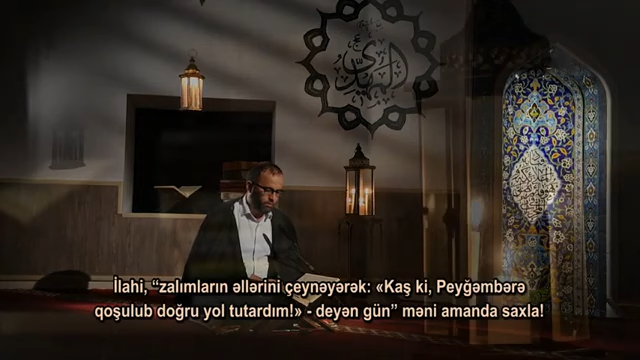 İlahi, “zalımların əllərini çeynəyərək: «Kaş ki, Peyğəmbərə
qoşulub doğru yol tutardım!» - deyən gün” məni amanda saxla!